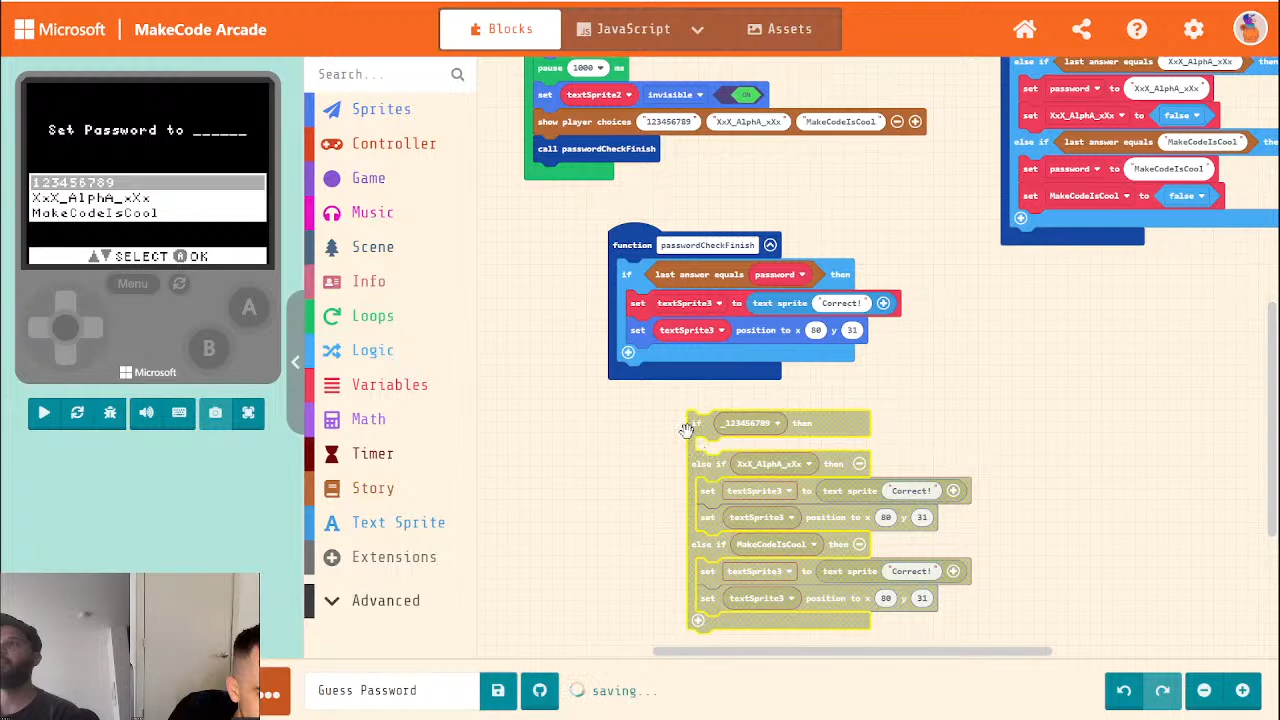 Microsoft MakeCode Arcade Blocks JavaScript Assets
Set Password to ______
123456789
XxX_AlphA_xXx
MakeCodeIsCool
SELECT A OK
Menu
A
B
Microsoft
Search...
Sprites
Controller
Game
Music
Scene
Info
Loops
Logic
Variables
Math
Timer
Story
Text Sprite
Extensions
Advanced
pause 1000 ms
set textSprite2 invisible ON
show player choices "123456789" "XxX_AlphA_xXx" "MakeCodeIsCool"
call passwordCheckFinish
else if last answer equals "XxX_AlphA_xXx" then
set password to "XxX_AlphA_xXx"
set XxX_AlphA_xXx to false
else if last answer equals "MakeCodeIsCool" then
set password to "MakeCodeIsCool"
set MakeCodeIsCool to false
function passwordCheckFinish
if last answer equals password then
set textSprite3 to text sprite "Correct!"
set textSprite3 position to x 80 y 31
if _123456789 then
else if XxX_AlphA_xXx then
set textSprite3 to text sprite "Correct!"
set textSprite3 position to x 80 y 31
else if MakeCodeIsCool then
set textSprite3 to text sprite "Correct!"
set textSprite3 position to x 80 y 31
Guess Password
saving...